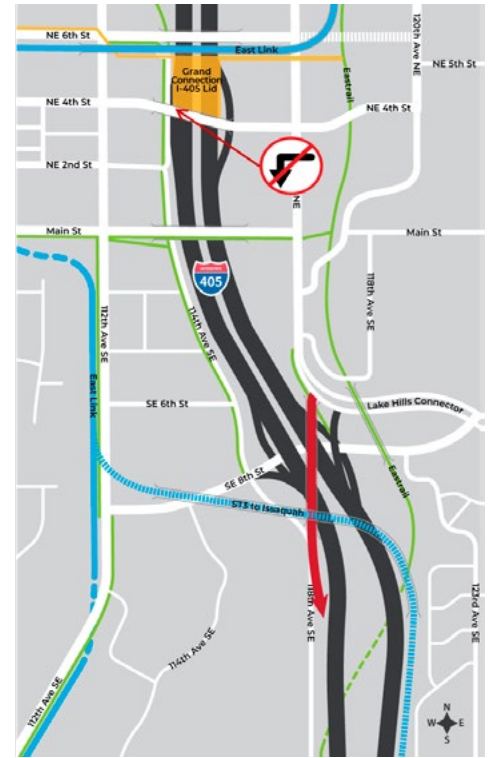 NE 6th St
East Link
120th Ave NE
NE 5th St
Grand
Connection
I-405 Lid
Eastrail
NE 4th St
NE 4th St
NE 2nd St
NE
Main St
Main St
INTERSTATE
405
118th Ave SE
112th Ave SE
114th Ave SE
East Link
SE 6th St
Lake Hills Connector
SE 8th St
Eastrail
ST3 to Issaquah
118th Ave SE
123rd Ave SE
114th Ave SE
112th Ave SE
N
W
E
S